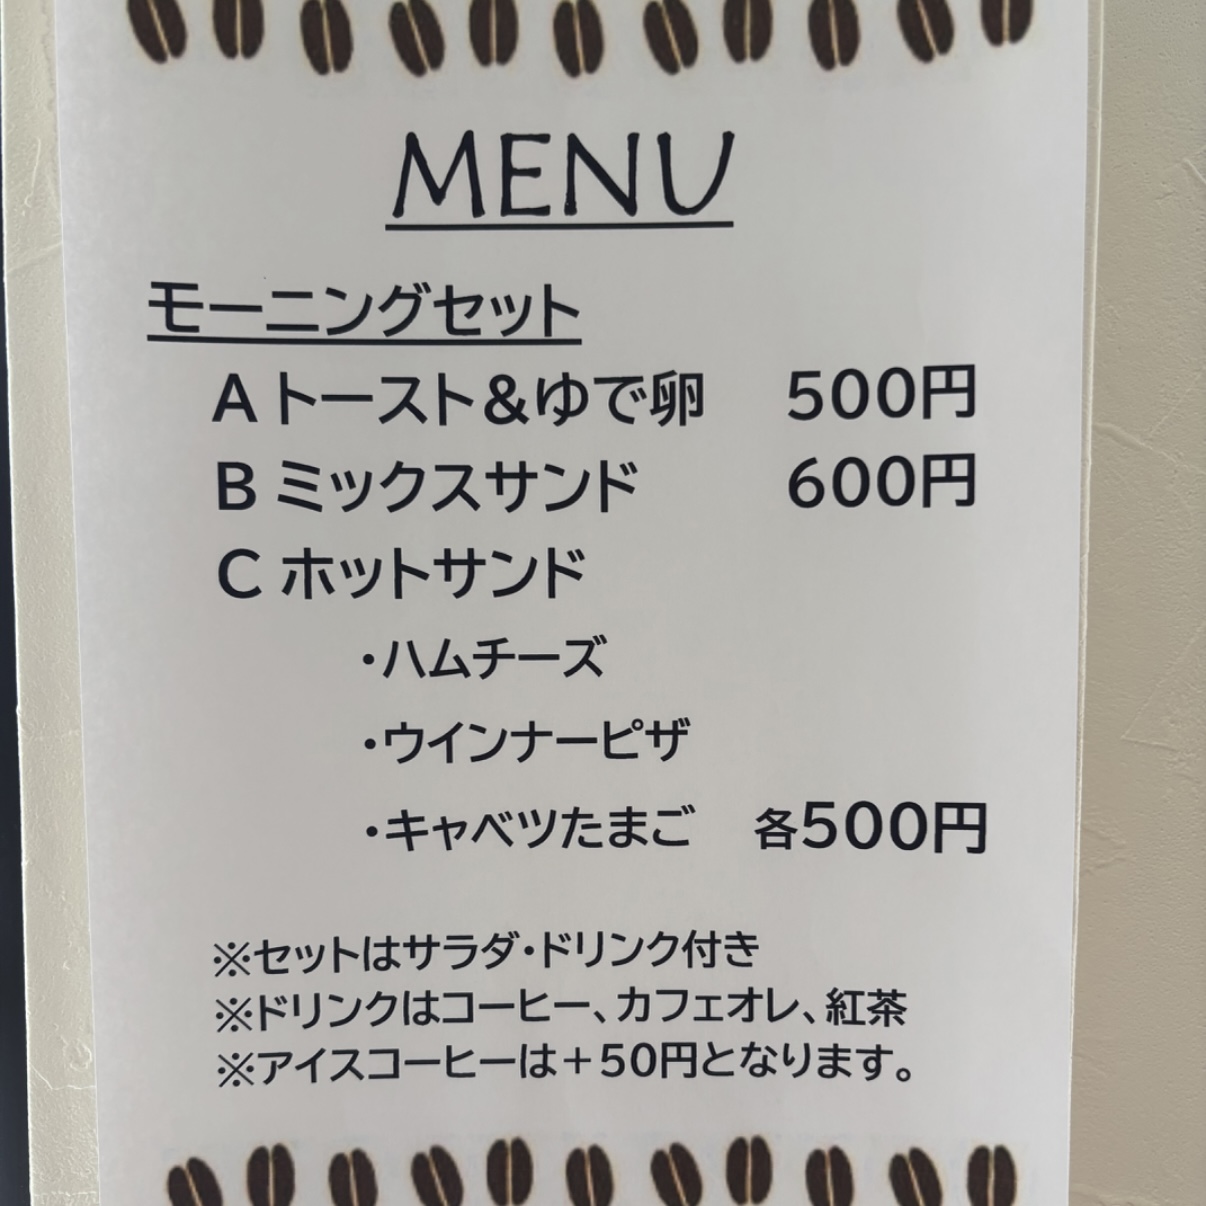 MENU
モーニングセット
A トースト&ゆで卵 500円
B ミックスサンド 600円
C ホットサンド
・ハムチーズ
・ウインナーピザ
・キャベツたまご 各500円
※セットはサラダ・ドリンク付き
※ドリンクはコーヒー、カフェオレ、紅茶
※アイスコーヒーは＋50円となります。